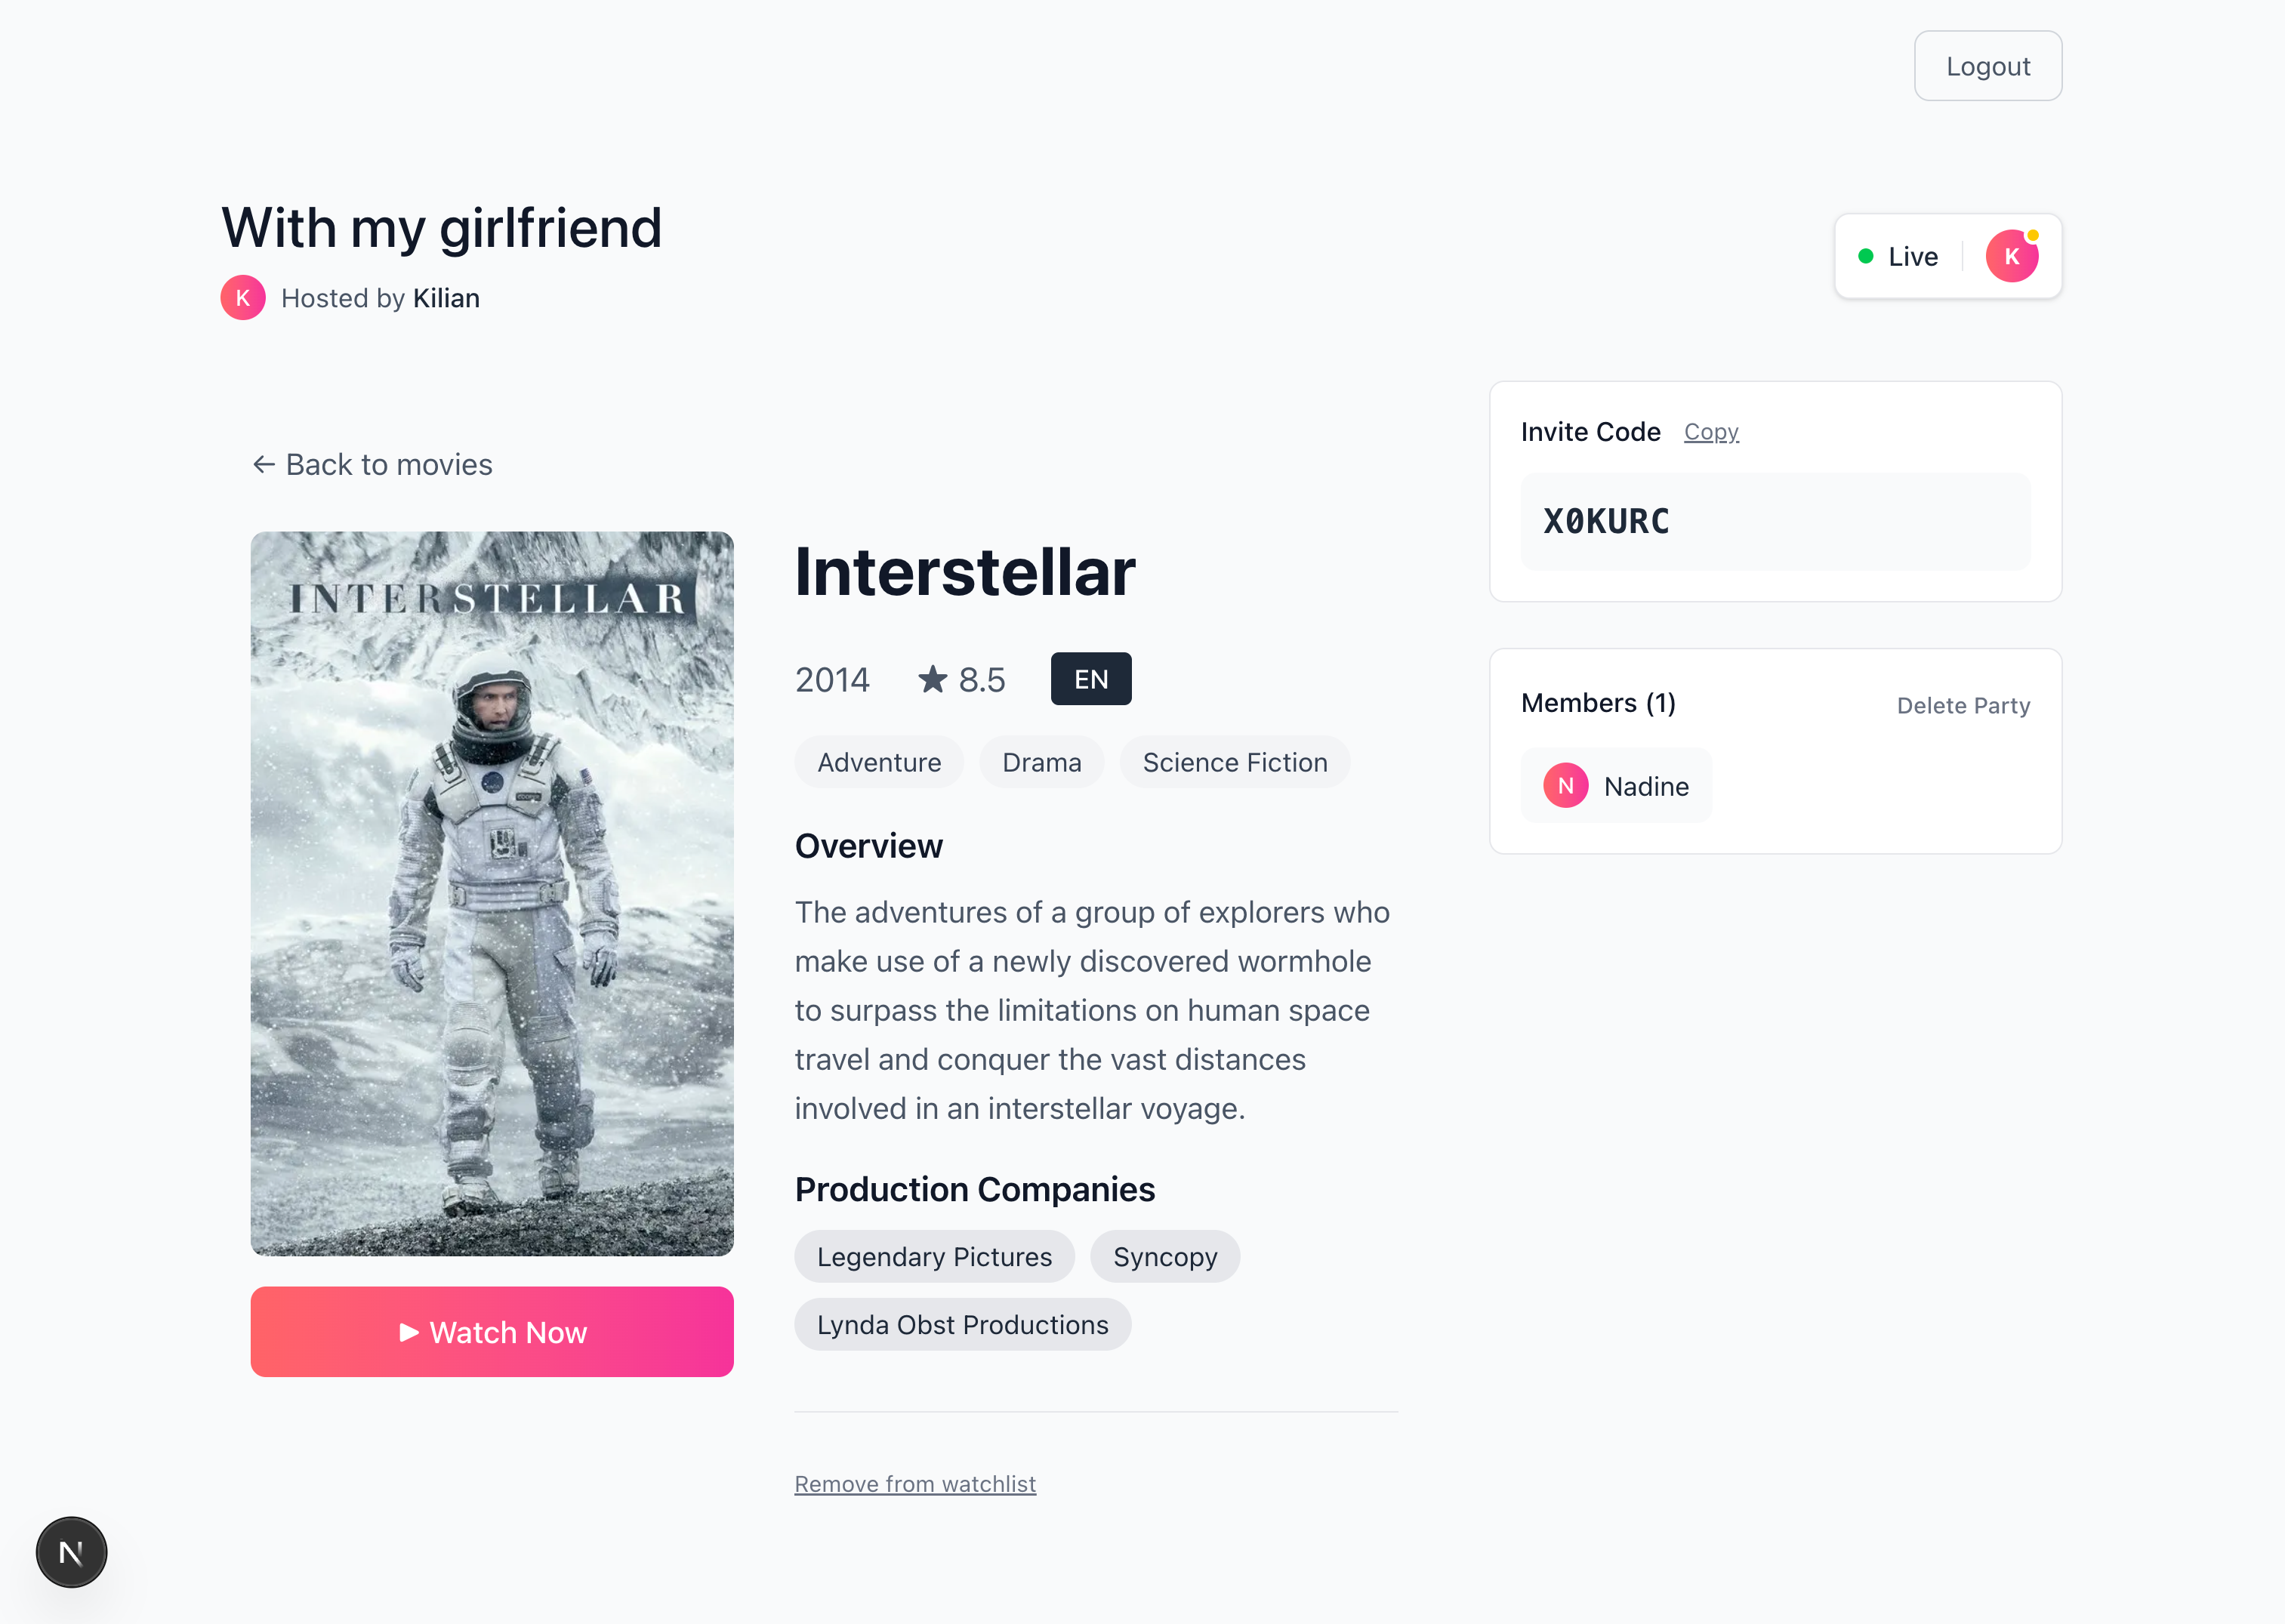 Logout
With my girlfriend
K Hosted by Kilian
Live K
← Back to movies
INTERSTELLAR
▶ Watch Now
Interstellar
2014 ★ 8.5 EN
Adventure Drama Science Fiction
Overview
The adventures of a group of explorers who
make use of a newly discovered wormhole
to surpass the limitations on human space
travel and conquer the vast distances
involved in an interstellar voyage.
Production Companies
Legendary Pictures Syncopy
Lynda Obst Productions
Remove from watchlist
Invite Code Copy
X0KURC
Members (1) Delete Party
N Nadine
N